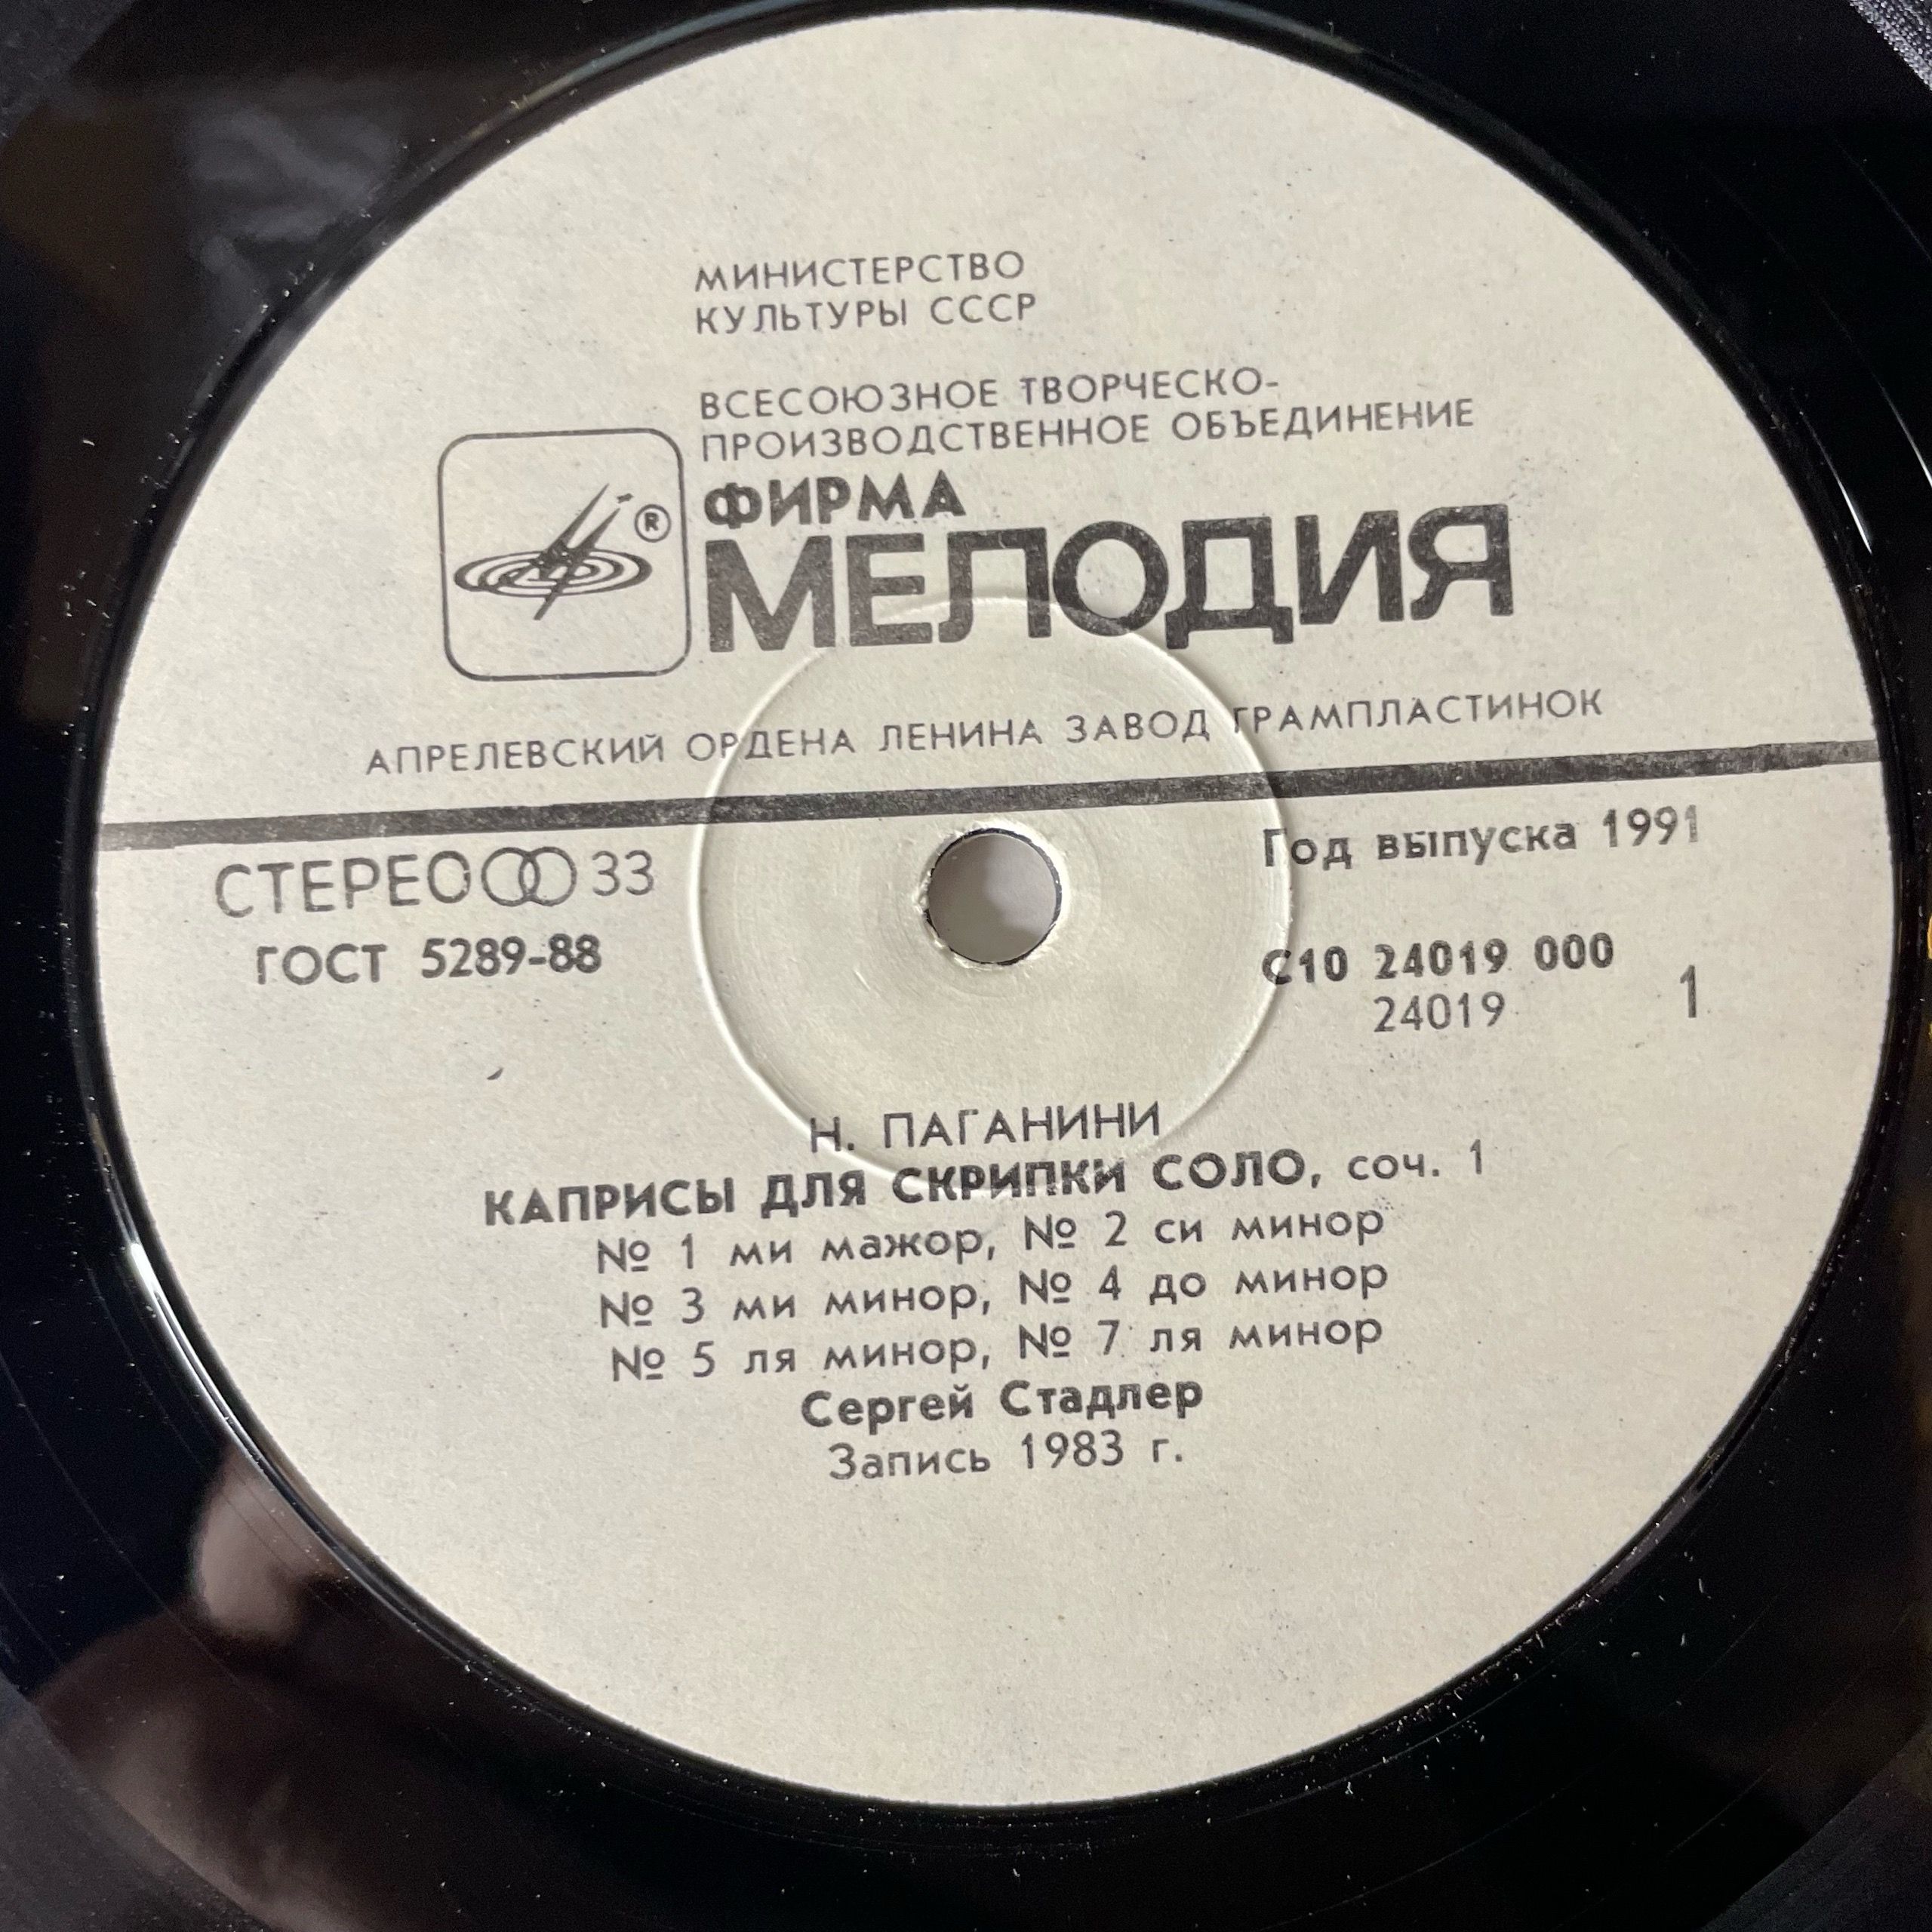 МИНИСТЕРСТВО
КУЛЬТУРЫ СССР
ВСЕСОЮЗНОЕ ТВОРЧЕСКО-
ПРОИЗВОДСТВЕННОЕ ОБЪЕДИНЕНИЕ
®
ФИРМА
МЕЛОДИЯ
АПРЕЛЕВСКИЙ ОРДЕНА ЛЕНИНА ЗАВОД ГРАМПЛАСТИНОК
СТЕРЕО 33
ГОСТ 5289-88
Год выпуска 1991
С10 24019 000
24019
1
Н. ПАГАНИНИ
КАПРИСЫ ДЛЯ СКРИПКИ СОЛО, соч. 1
№ 1 ми мажор, № 2 си минор
№ 3 ми минор, № 4 до минор
№ 5 ля минор, № 7 ля минор
Сергей Стадлер
Запись 1983 г.